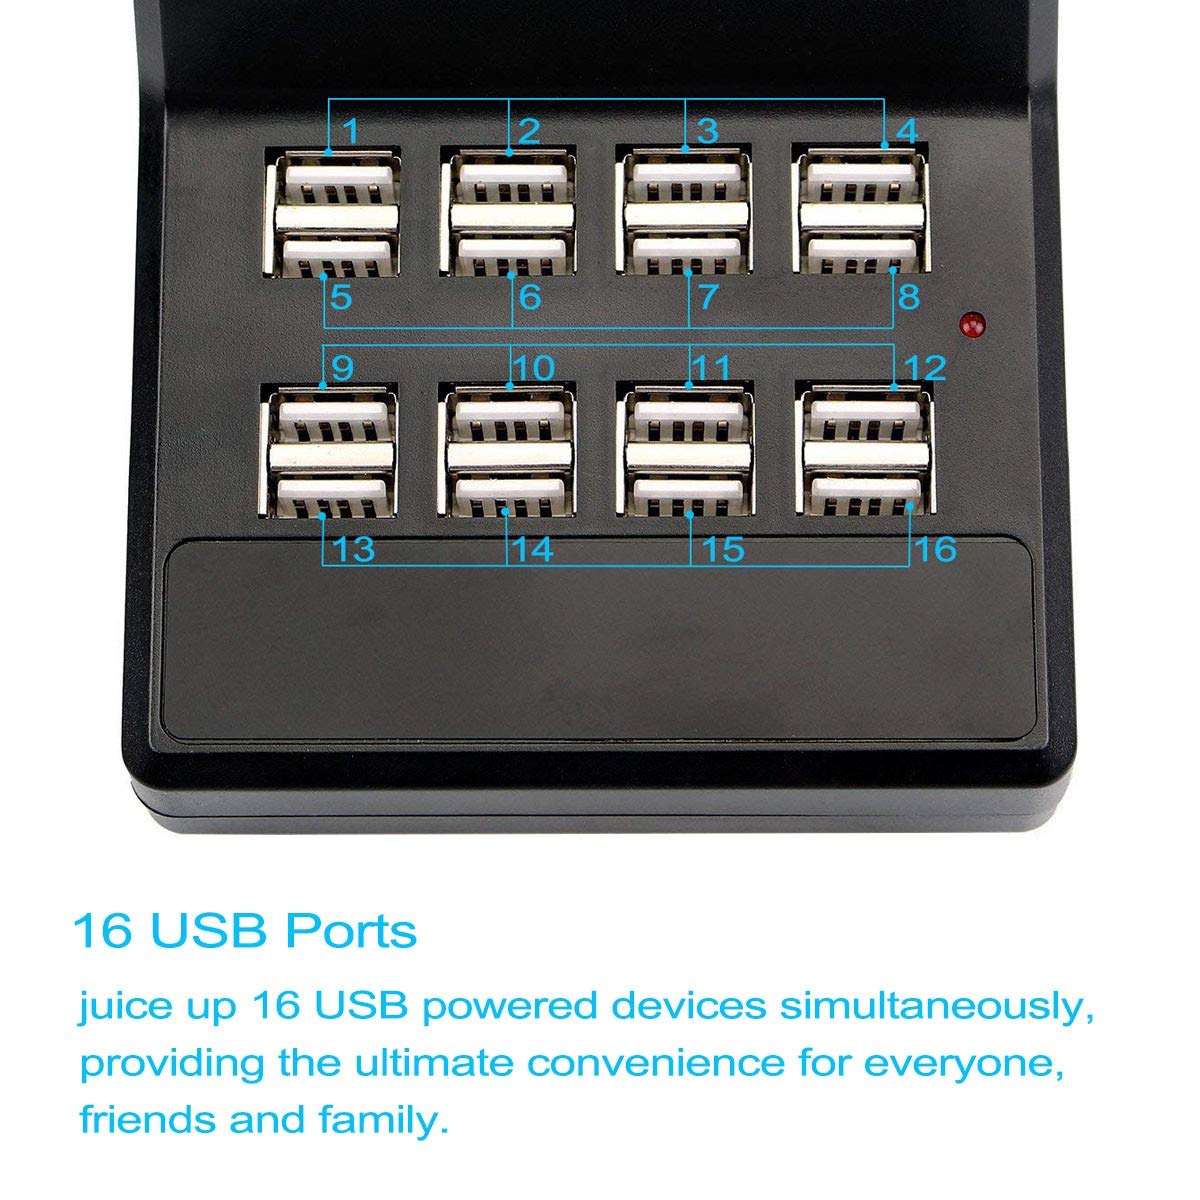 1 2 3 4
5 6 7 8
9 10 11 12
13 14 15 16
16 USB Ports
juice up 16 USB powered devices simultaneously,
providing the ultimate convenience for everyone,
friends and family.